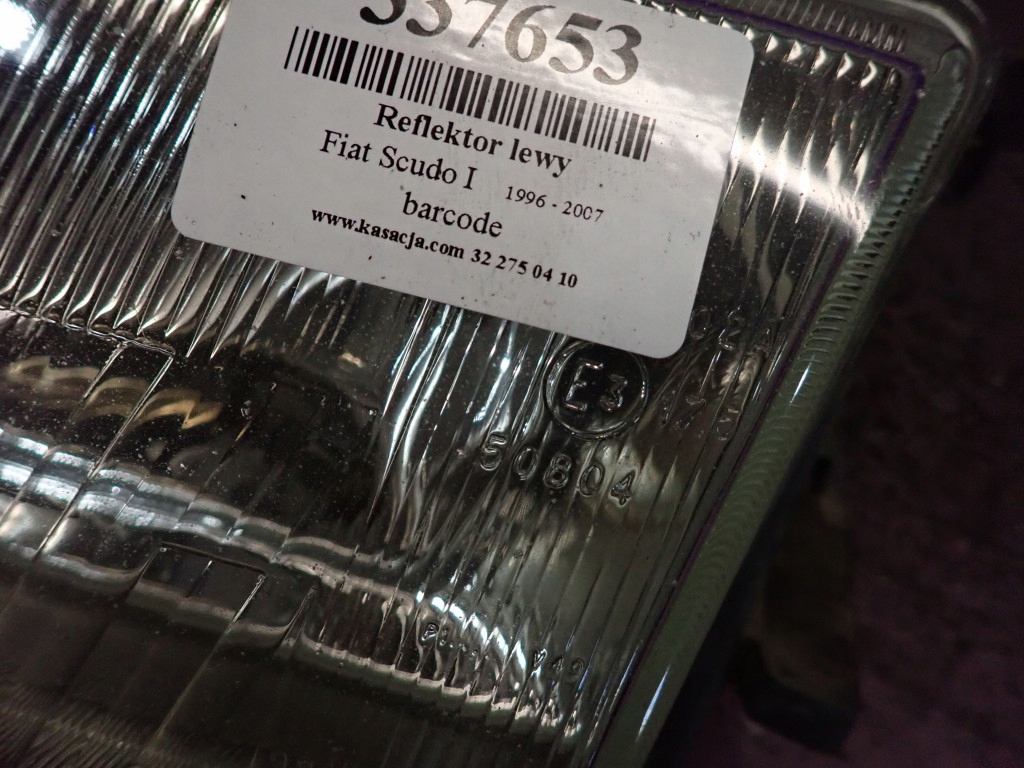 337653
Reflektor lewy
Fiat Scudo I 1996 - 2007
barcode
www.kasacja.com 32 275 04 10
E3
50804